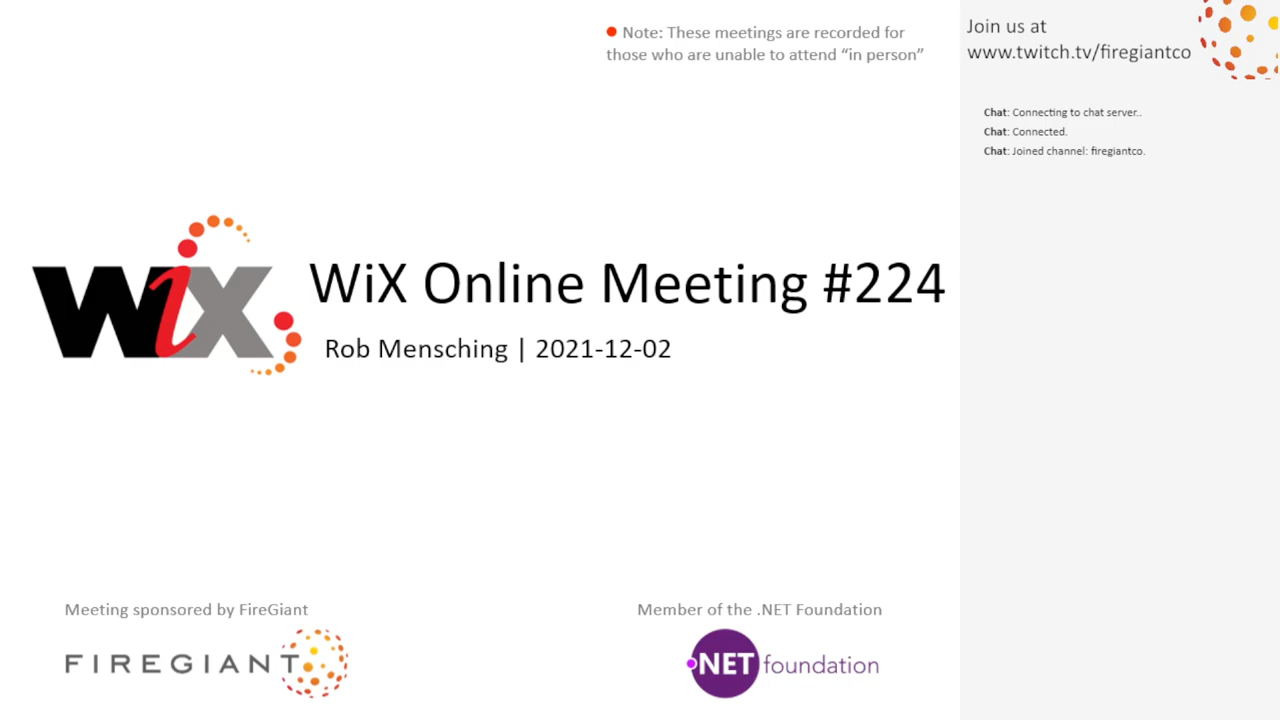 Note: These meetings are recorded for
those who are unable to attend “in person”
Join us at
www.twitch.tv/firegiantco
Chat: Connecting to chat server..
Chat: Connected.
Chat: Joined channel: firegiantco.
WiX
WiX Online Meeting #224
Rob Mensching | 2021-12-02
Meeting sponsored by FireGiant
FIREGIANT
Member of the .NET Foundation
.NET foundation